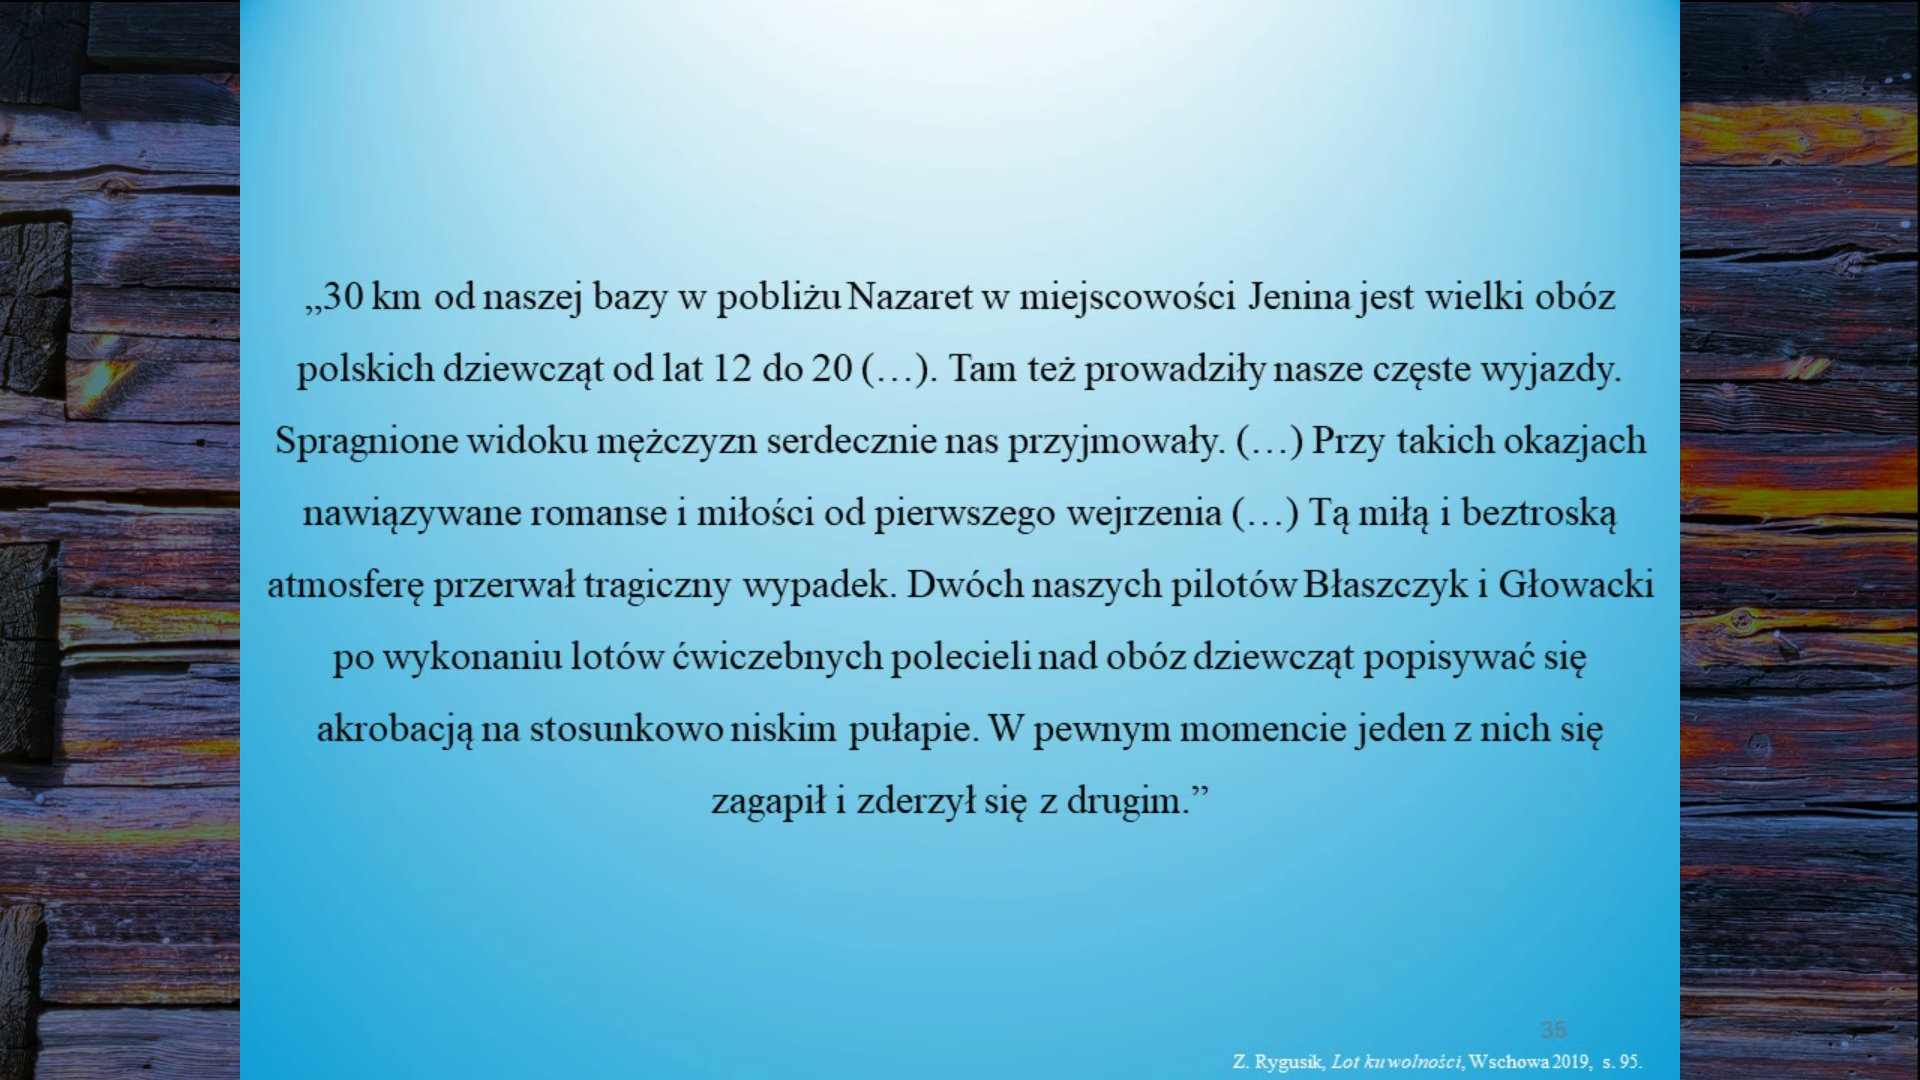 „30 km od naszej bazy w pobliżu Nazaret w miejscowości Jenina jest wielki obóz
polskich dziewcząt od lat 12 do 20 (…). Tam też prowadziły nasze częste wyjazdy.
Spragnione widoku mężczyzn serdecznie nas przyjmowały. (…) Przy takich okazjach
nawiązywane romanse i miłości od pierwszego wejrzenia (…) Tą miłą i beztroską
atmosferę przerwał tragiczny wypadek. Dwóch naszych pilotów Błaszczyk i Głowacki
po wykonaniu lotów ćwiczebnych polecieli nad obóz dziewcząt popisywać się
akrobacją na stosunkowo niskim pułapie. W pewnym momencie jeden z nich się
zagapił i zderzył się z drugim.”
35
Z. Rygusik, Lot ku wolności, Wschowa 2019, s. 95.